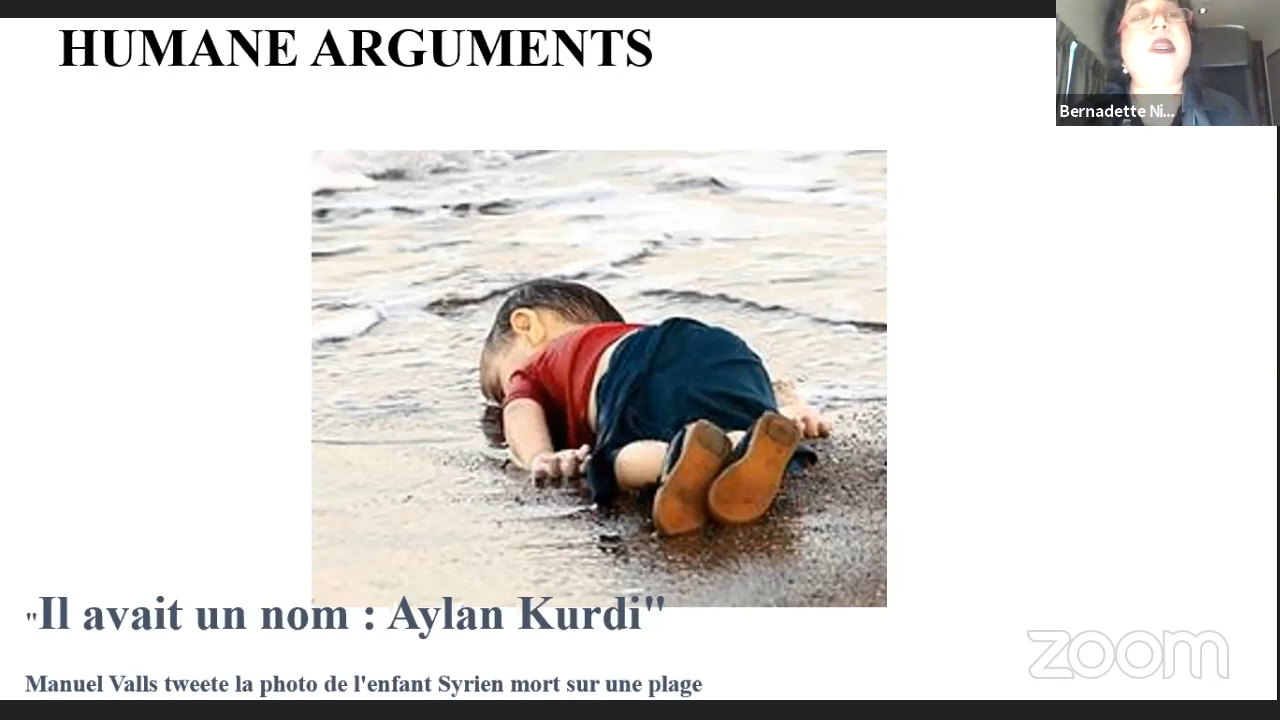 HUMANE ARGUMENTS
Bernadette Ni...
"Il avait un nom : Aylan Kurdi"
zoom
Manuel Valls tweete la photo de l'enfant Syrien mort sur une plage